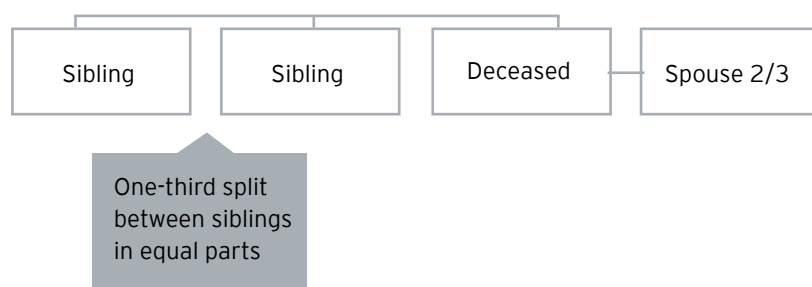 Sibling
Sibling
Deceased
Spouse 2/3
One-third split
between siblings
in equal parts